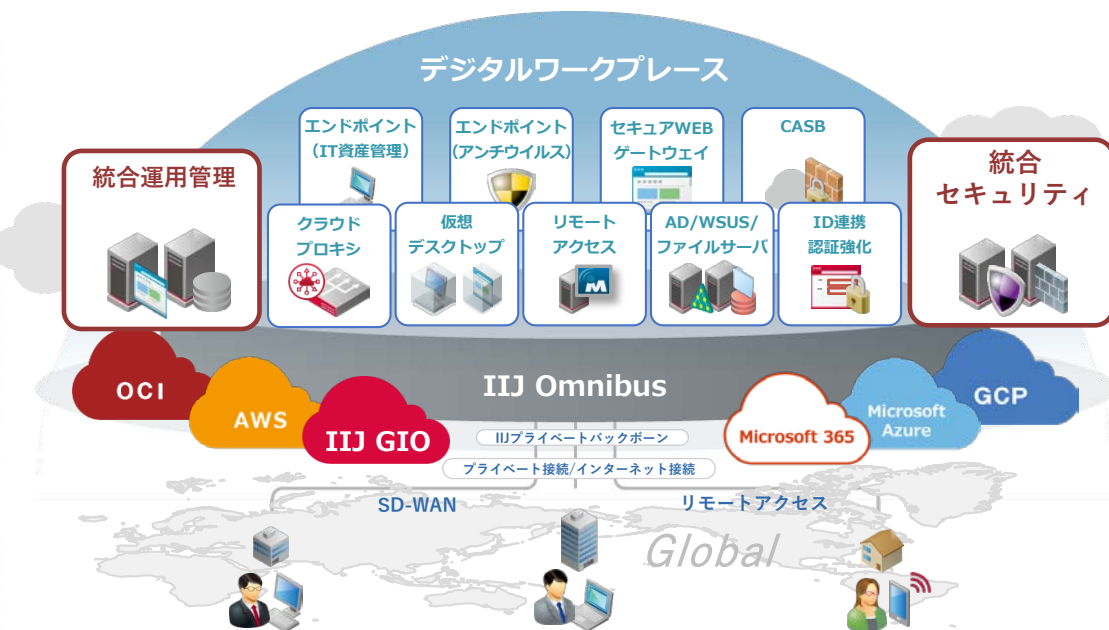 デジタルワークプレース
エンドポイント
（IT資産管理）
エンドポイント
（アンチウイルス）
セキュアWEB
ゲートウェイ
CASB
統合運用管理
統合
セキュリティ
クラウド
プロキシ
仮想
デスクトップ
リモート
アクセス
AD/WSUS/
ファイルサーバ
ID連携
認証強化
OCI
AWS
IIJ GIO
IIJ Omnibus
Microsoft 365
Microsoft
Azure
GCP
IIJプライベートバックボーン
プライベート接続/インターネット接続
SD-WAN
リモートアクセス
Global